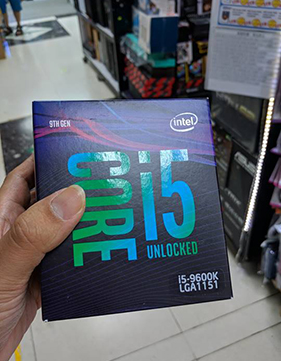 9TH GEN
intel
CORE
i5
UNLOCKED
i5-9600K
LGA1151